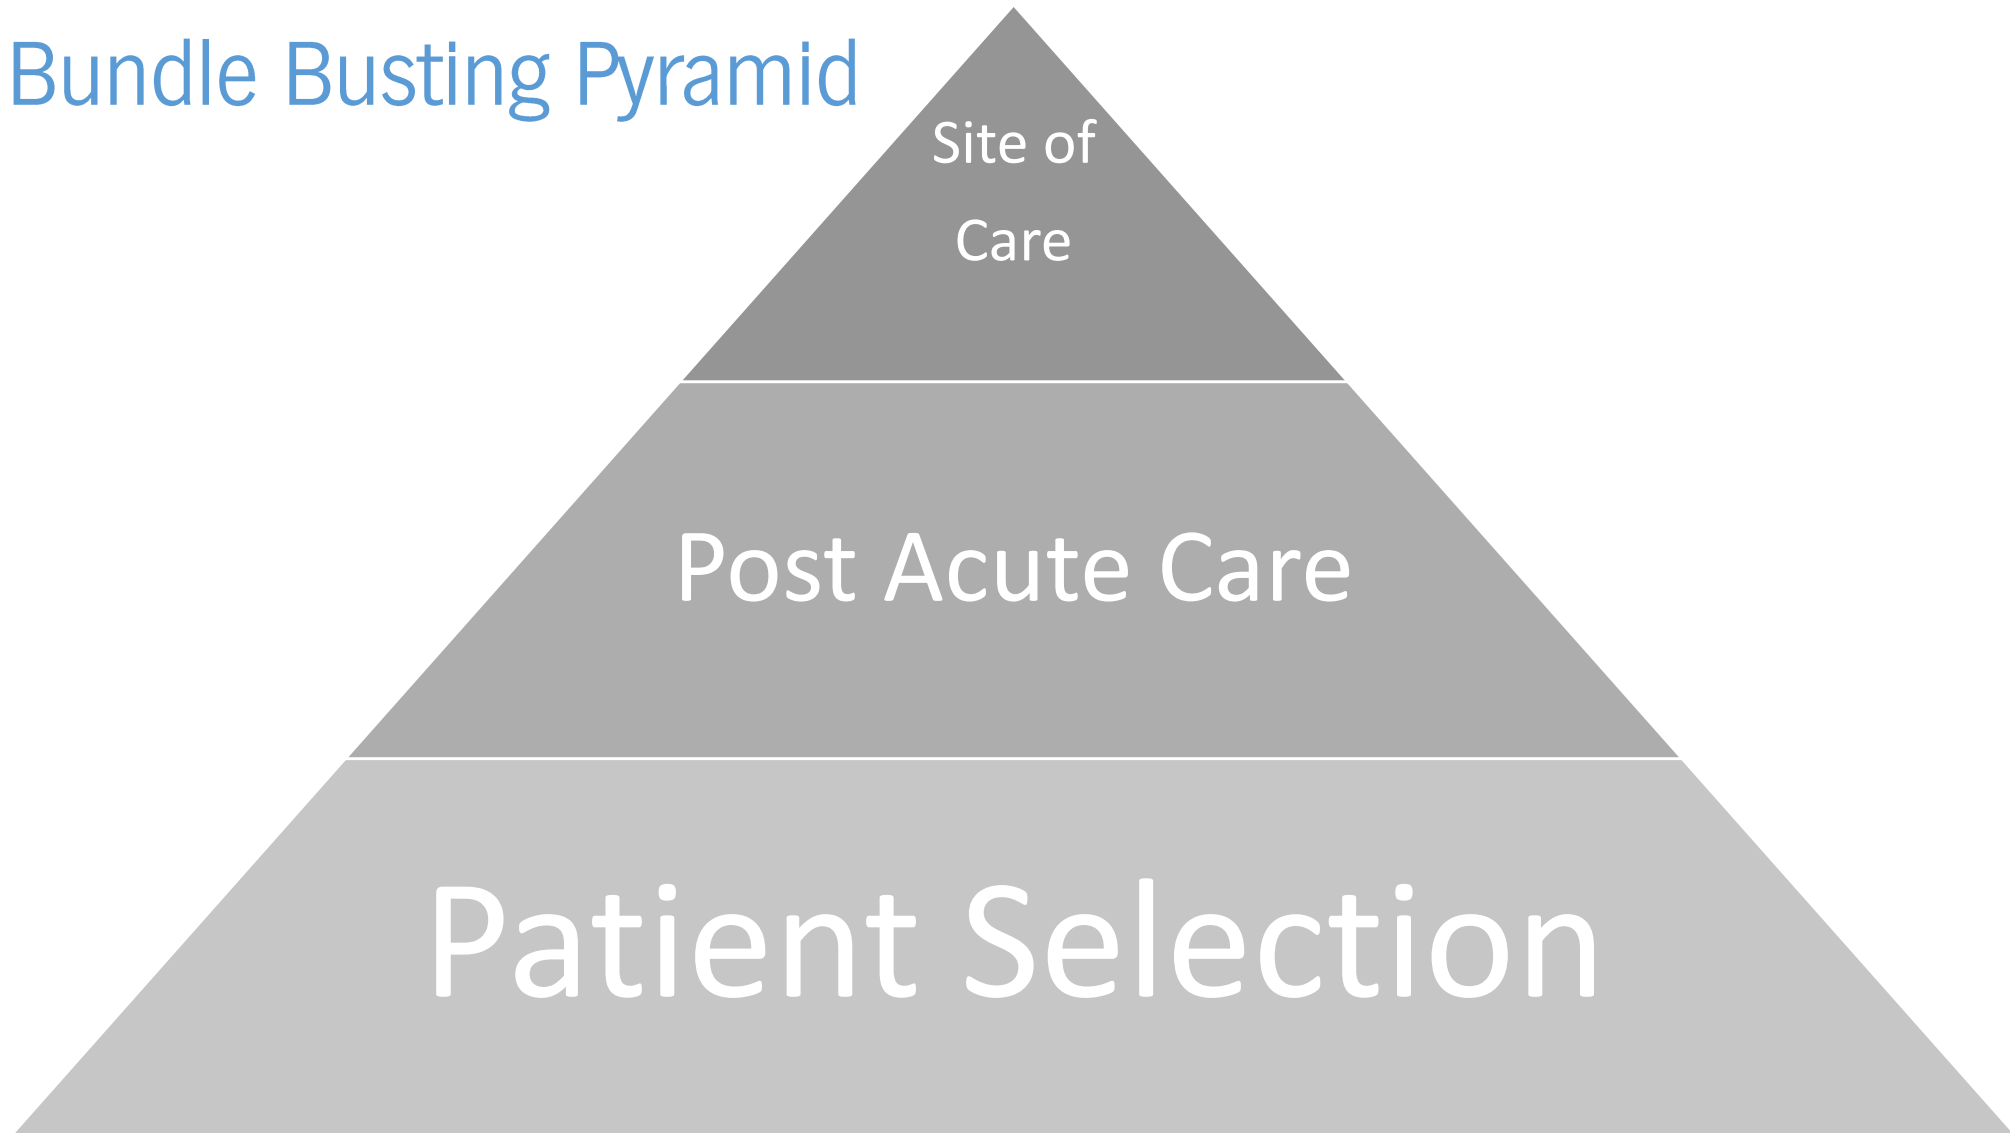 Bundle Busting Pyramid
Site of
Care
Post Acute Care
Patient Selection